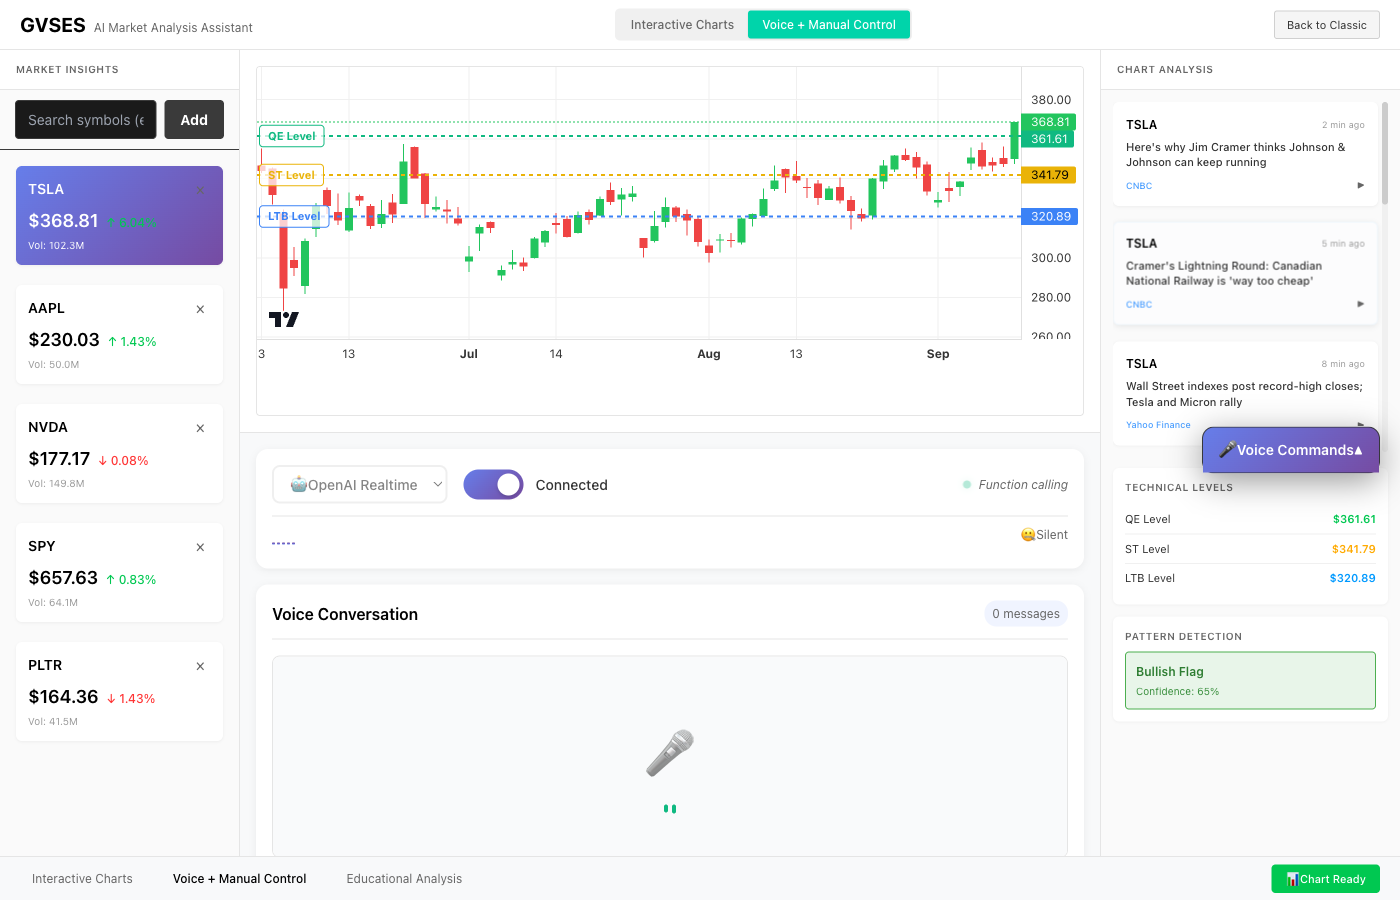 GVSES AI Market Analysis Assistant
Interactive Charts
Voice + Manual Control
Back to Classic
MARKET INSIGHTS
Search symbols (e
Add
TSLA
$368.81 ↑ 6.04%
Vol: 102.3M
AAPL
$230.03 ↑ 1.43%
Vol: 50.0M
NVDA
$177.17 ↓ 0.08%
Vol: 149.8M
SPY
$657.63 ↑ 0.83%
Vol: 64.1M
PLTR
$164.36 ↓ 1.43%
Vol: 41.5M
QE Level
ST Level
LTB Level
380.00
368.81
361.61
341.79
320.89
300.00
280.00
260.00
3 13 Jul 14 Aug 13 Sep
OpenAI Realtime
Connected
Function calling
Silent
Voice Conversation
0 messages
CHART ANALYSIS
TSLA 2 min ago
Here's why Jim Cramer thinks Johnson &
Johnson can keep running
CNBC
TSLA 5 min ago
Cramer's Lightning Round: Canadian
National Railway is 'way too cheap'
CNBC
TSLA 8 min ago
Wall Street indexes post record-high closes;
Tesla and Micron rally
Yahoo Finance
Voice Commands
TECHNICAL LEVELS
QE Level $361.61
ST Level $341.79
LTB Level $320.89
PATTERN DETECTION
Bullish Flag
Confidence: 65%
Interactive Charts
Voice + Manual Control
Educational Analysis
Chart Ready